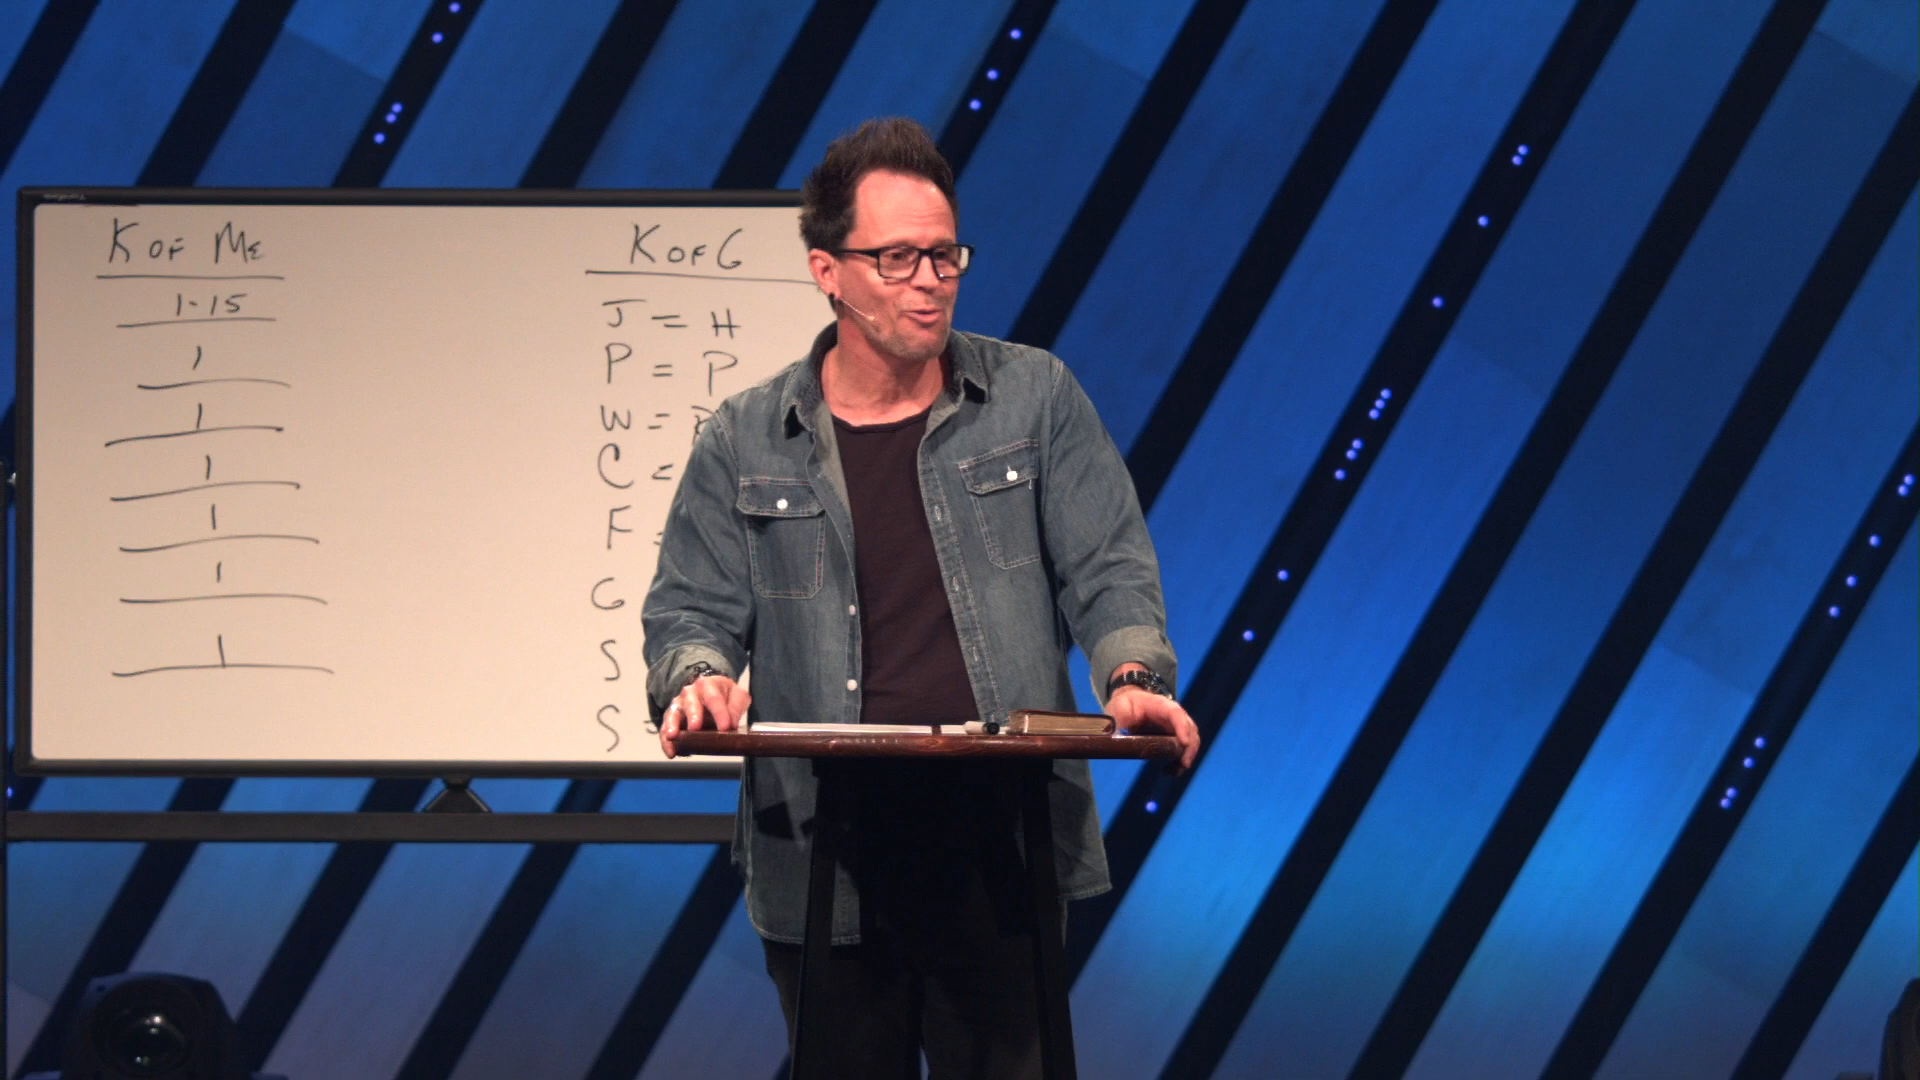 K OF ME
1-15
1
1
1
1
1
1
K OF G
J = H
P = P
W =
C =
F
G
S
S